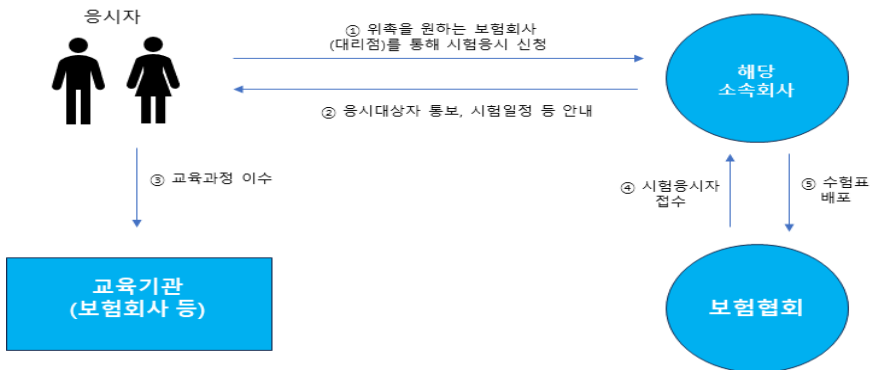 응시자
① 위촉을 원하는 보험회사
(대리점)를 통해 시험응시 신청
해당
소속회사
② 응시대상자 통보, 시험일정 등 안내
③ 교육과정 이수
④ 시험응시자
접수
⑤ 수험표
배포
교육기관
(보험회사 등)
보험협회